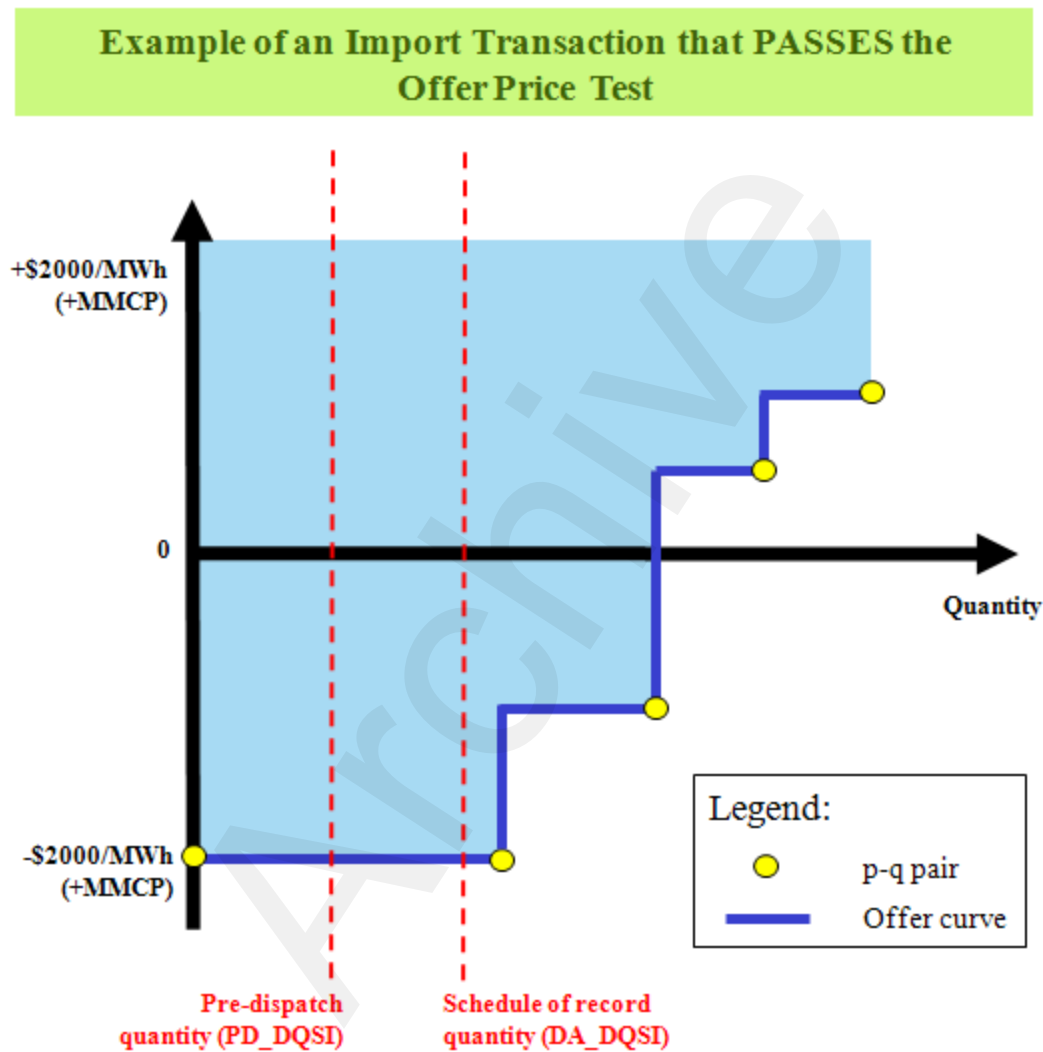 Example of an Import Transaction that PASSES the
Offer Price Test
+$2000/MWh
(+MMCP)
0
Quantity
-$2000/MWh
(+MMCP)
Legend:
p-q pair
Offer curve
Pre-dispatch
quantity (PD_DQSI)
Schedule of record
quantity (DA_DQSI)
Archive